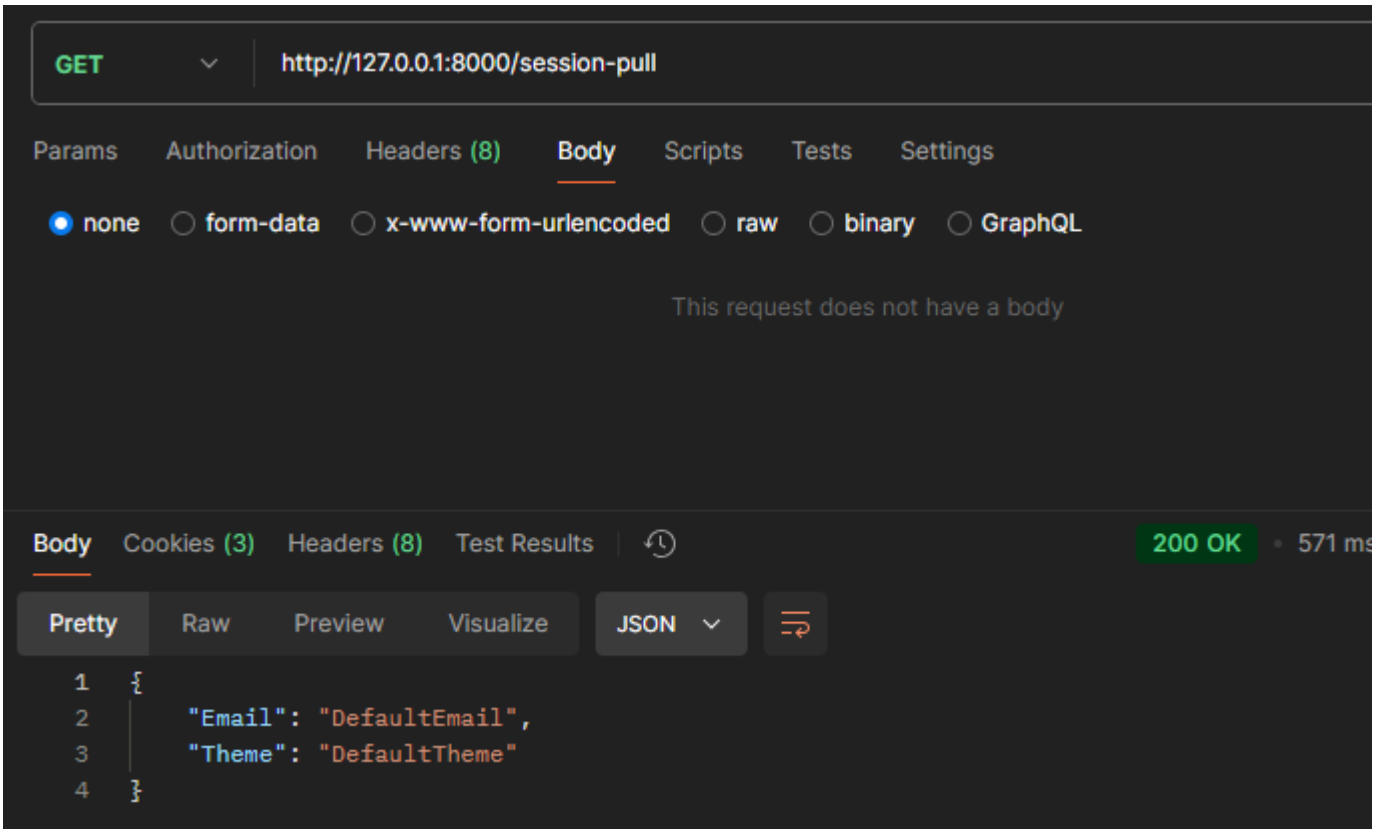 GET http://127.0.0.1:8000/session-pull
Params Authorization Headers (8) Body Scripts Tests Settings
none form-data x-www-form-urlencoded raw binary GraphQL
This request does not have a body
Body Cookies (3) Headers (8) Test Results 200 OK • 571 ms
Pretty Raw Preview Visualize JSON
1 {
2 "Email": "DefaultEmail",
3 "Theme": "DefaultTheme"
4 }